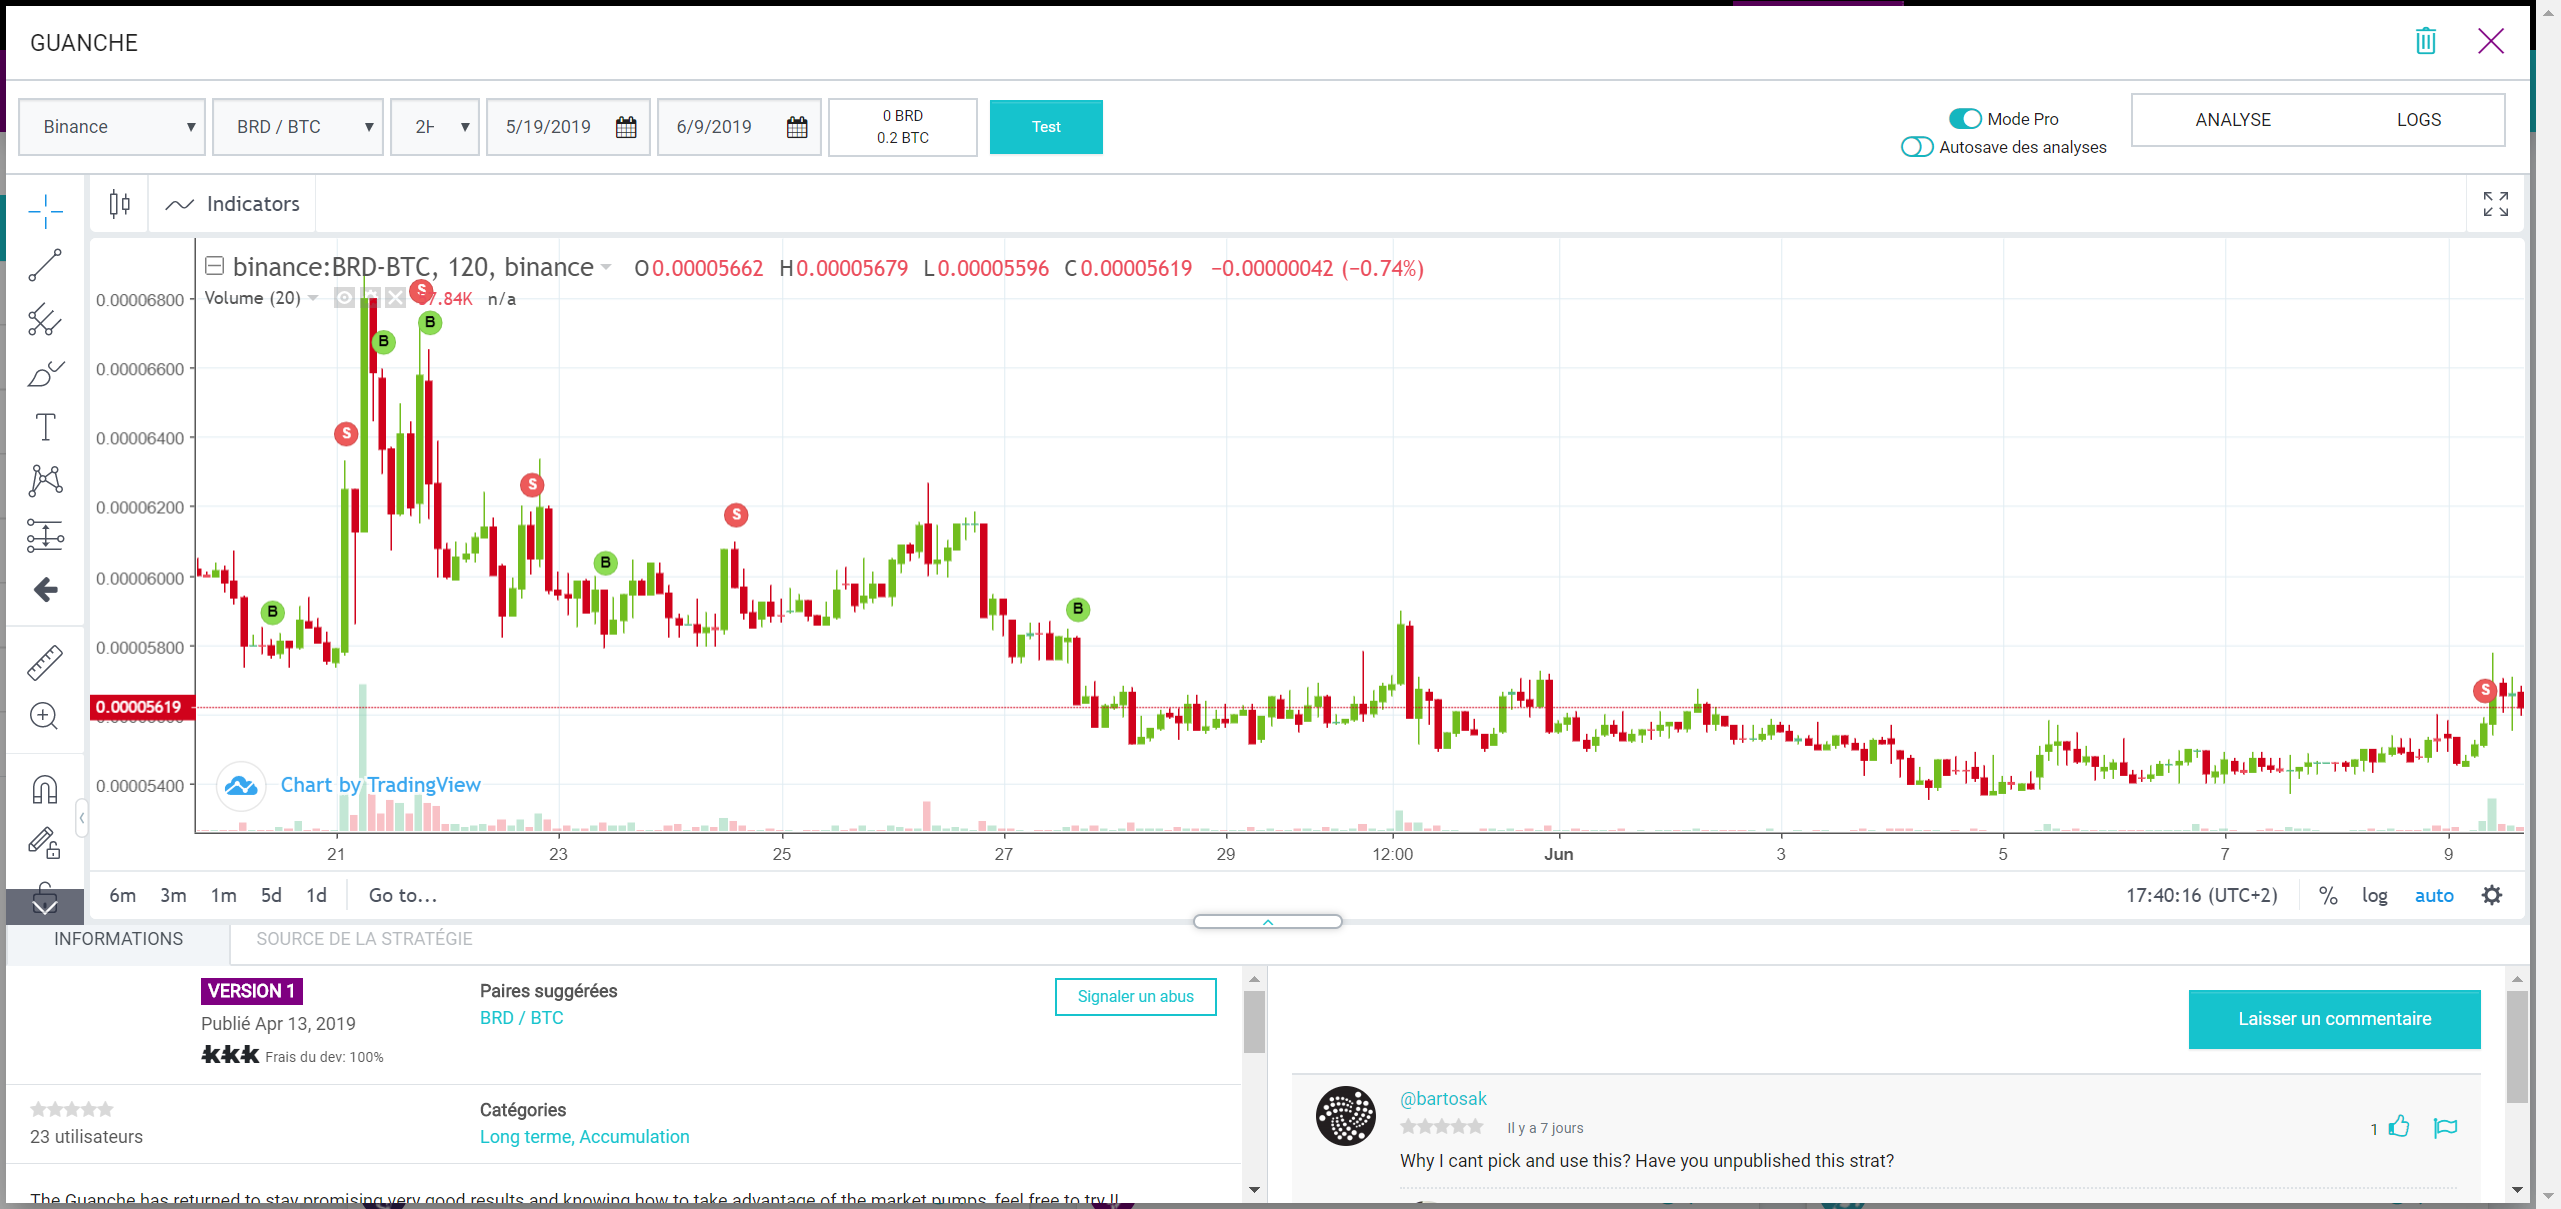 GUANCHE
Binance
BRD / BTC
2H
5/19/2019
6/9/2019
0 BRD
0.2 BTC
Test
Mode Pro
Autosave des analyses
ANALYSE
LOGS
Indicators
binance:BRD-BTC, 120, binance
O0.00005662 H0.00005679 L0.00005596 C0.00005619 −0.00000042 (−0.74%)
Volume (20)
7.84K n/a
0.00006800
0.00006600
0.00006400
0.00006200
0.00006000
0.00005800
0.00005619
0.00005400
S
B
B
S
S
S
B
B
B
S
Chart by TradingView
21
23
25
27
29
12:00
Jun
3
5
7
9
6m 3m 1m 5d 1d Go to...
17:40:16 (UTC+2)
% log auto
INFORMATIONS
SOURCE DE LA STRATÉGIE
VERSION 1
Publié Apr 13, 2019
Frais du dev: 100%
Paires suggérées
BRD / BTC
Signaler un abus
23 utilisateurs
Catégories
Long terme, Accumulation
The Guanche has returned to stay promising very good results and knowing how to take advantage of the market pumps, feel free to try !!
Laisser un commentaire
@bartosak
Il y a 7 jours
1
Why I cant pick and use this? Have you unpublished this strat?